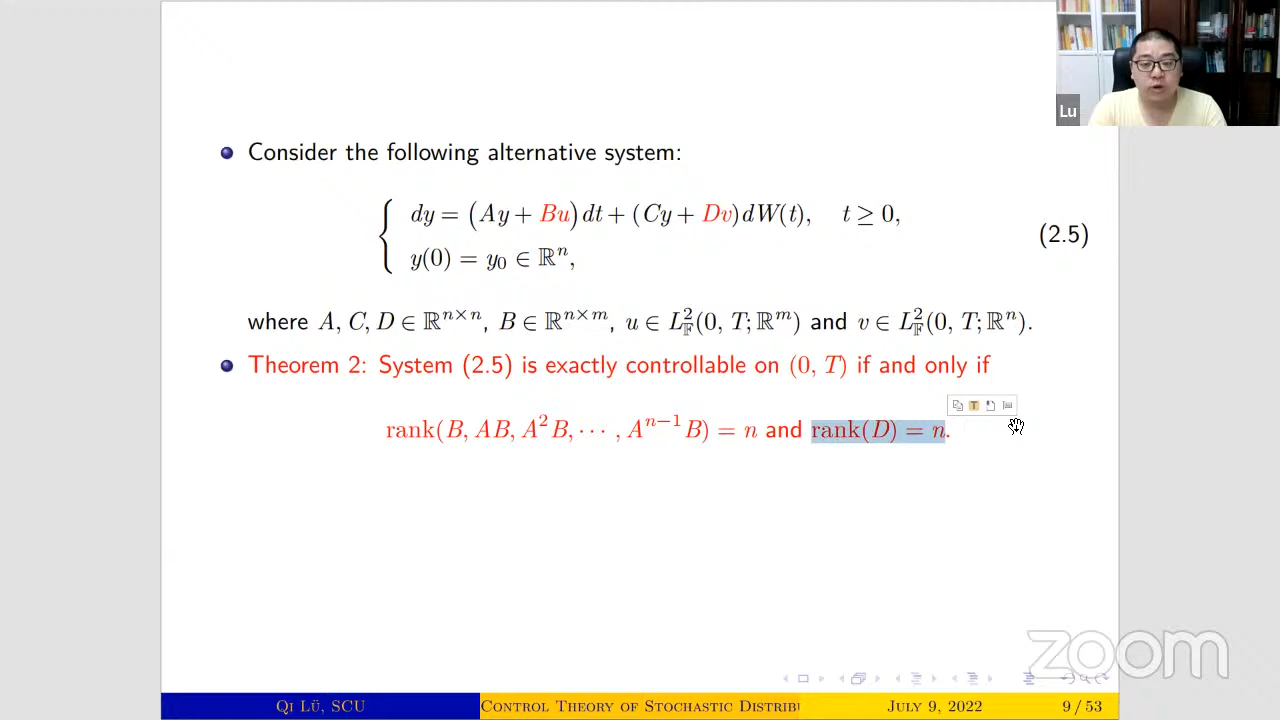 Lu
Consider the following alternative system:
dy = (Ay + Bu)dt + (Cy + Dv)dW(t), t ≥ 0,
y(0) = y₀ ∈ ℝⁿ,
(2.5)
where A, C, D ∈ ℝⁿˣⁿ, B ∈ ℝⁿˣᵐ, u ∈ L²_𝔽(0, T; ℝᵐ) and v ∈ L²_𝔽(0, T; ℝⁿ).
Theorem 2: System (2.5) is exactly controllable on (0, T) if and only if
rank(B, AB, A²B, ⋯ , Aⁿ⁻¹B) = n and rank(D) = n.
zoom
Qi Lü, SCU Control Theory of Stochastic Distribu July 9, 2022 9 / 53